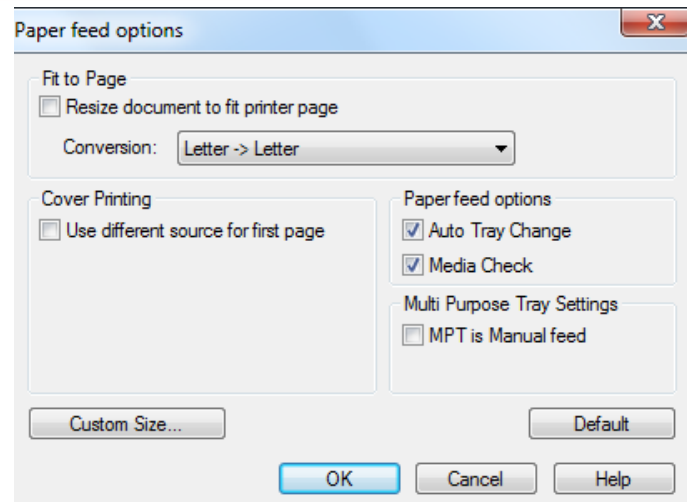 Paper feed options
Fit to Page
Resize document to fit printer page
Conversion: Letter -> Letter
Cover Printing
Use different source for first page
Paper feed options
Auto Tray Change
Media Check
Multi Purpose Tray Settings
MPT is Manual feed
Custom Size...
Default
OK
Cancel
Help